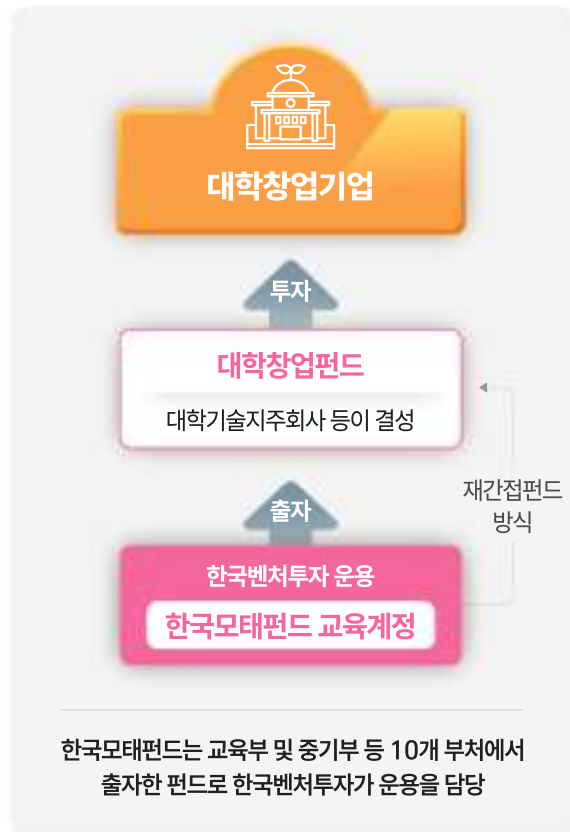 대학창업기업
투자
대학창업펀드
대학기술지주회사 등이 결성
재간접펀드
방식
출자
한국벤처투자 운용
한국모태펀드 교육계정
한국모태펀드는 교육부 및 중기부 등 10개 부처에서
출자한 펀드로 한국벤처투자가 운용을 담당